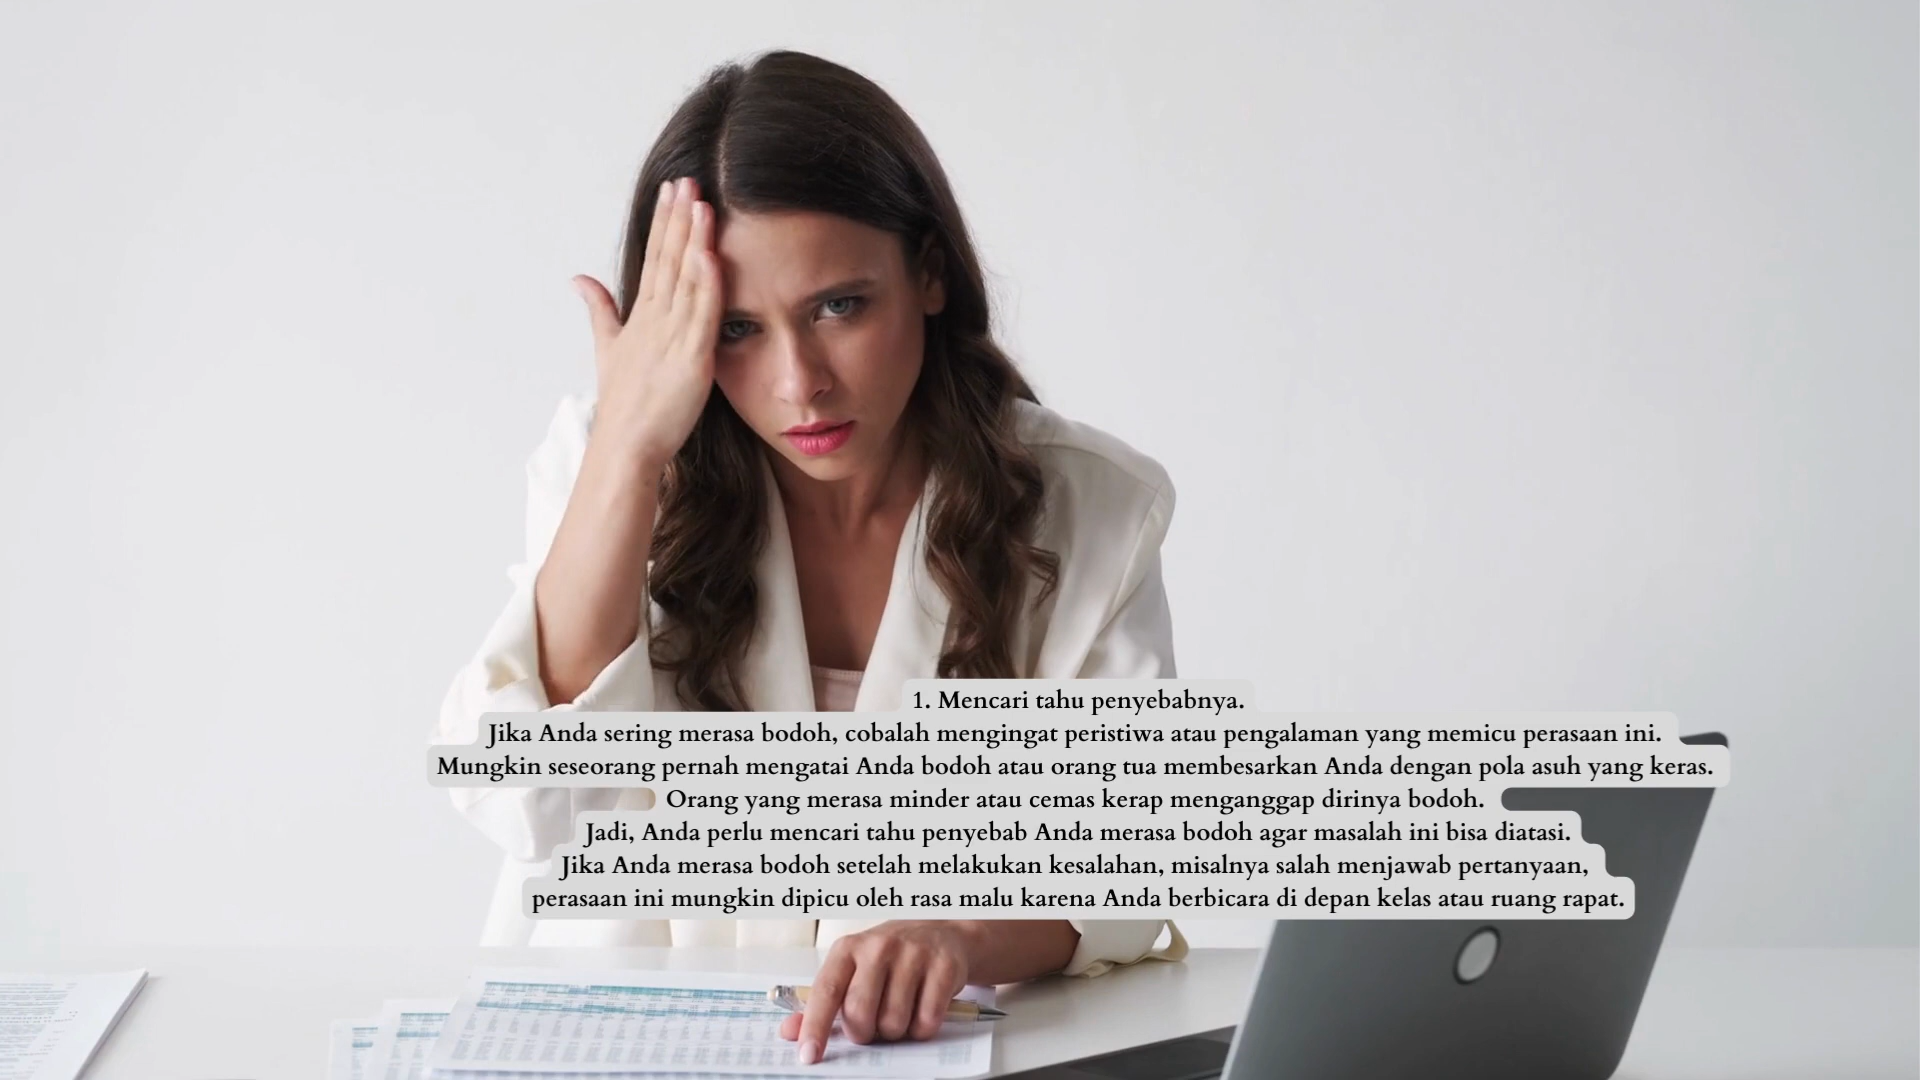 1. Mencari tahu penyebabnya.
Jika Anda sering merasa bodoh, cobalah mengingat peristiwa atau pengalaman yang memicu perasaan ini.
Mungkin seseorang pernah mengatai Anda bodoh atau orang tua membesarkan Anda dengan pola asuh yang keras.
Orang yang merasa minder atau cemas kerap menganggap dirinya bodoh.
Jadi, Anda perlu mencari tahu penyebab Anda merasa bodoh agar masalah ini bisa diatasi.
Jika Anda merasa bodoh setelah melakukan kesalahan, misalnya salah menjawab pertanyaan,
perasaan ini mungkin dipicu oleh rasa malu karena Anda berbicara di depan kelas atau ruang rapat.